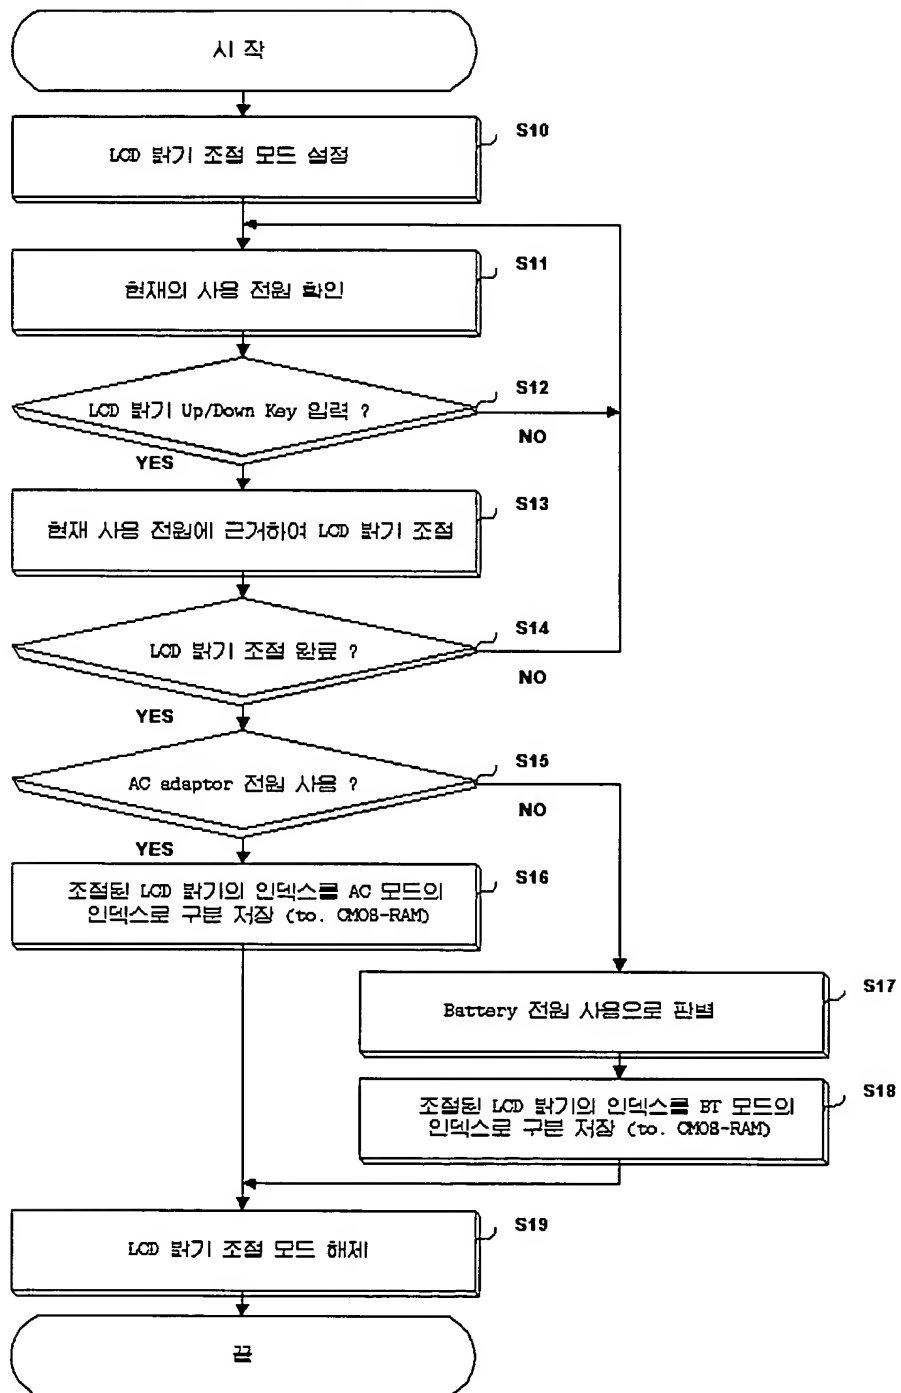 시 작
LCD 밝기 조절 모드 설정
S10
현재의 사용 전원 확인
S11
LCD 밝기 Up/Down Key 입력 ?
S12
NO
YES
현재 사용 전원에 근거하여 LCD 밝기 조절
S13
LCD 밝기 조절 완료 ?
S14
NO
YES
AC adaptor 전원 사용 ?
S15
NO
YES
조절된 LCD 밝기의 인덱스를 AC 모드의
인덱스로 구분 저장 (to. CMOS-RAM)
S16
Battery 전원 사용으로 판별
S17
조절된 LCD 밝기의 인덱스를 BT 모드의
인덱스로 구분 저장 (to. CMOS-RAM)
S18
LCD 밝기 조절 모드 해제
S19
끝